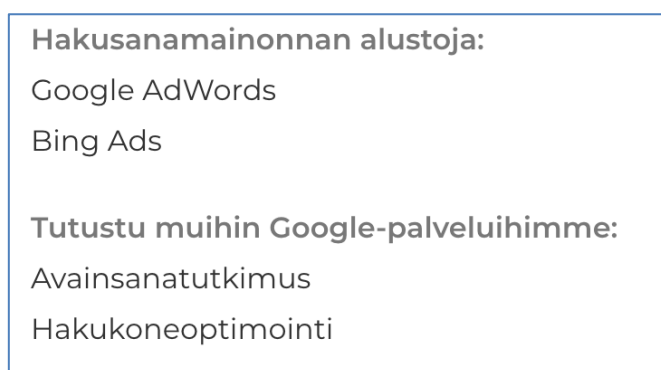 Hakusanamainonnan alustoja:
Google AdWords
Bing Ads
Tutustu muihin Google-palveluihimme:
Avainsanatutkimus
Hakukoneoptimointi